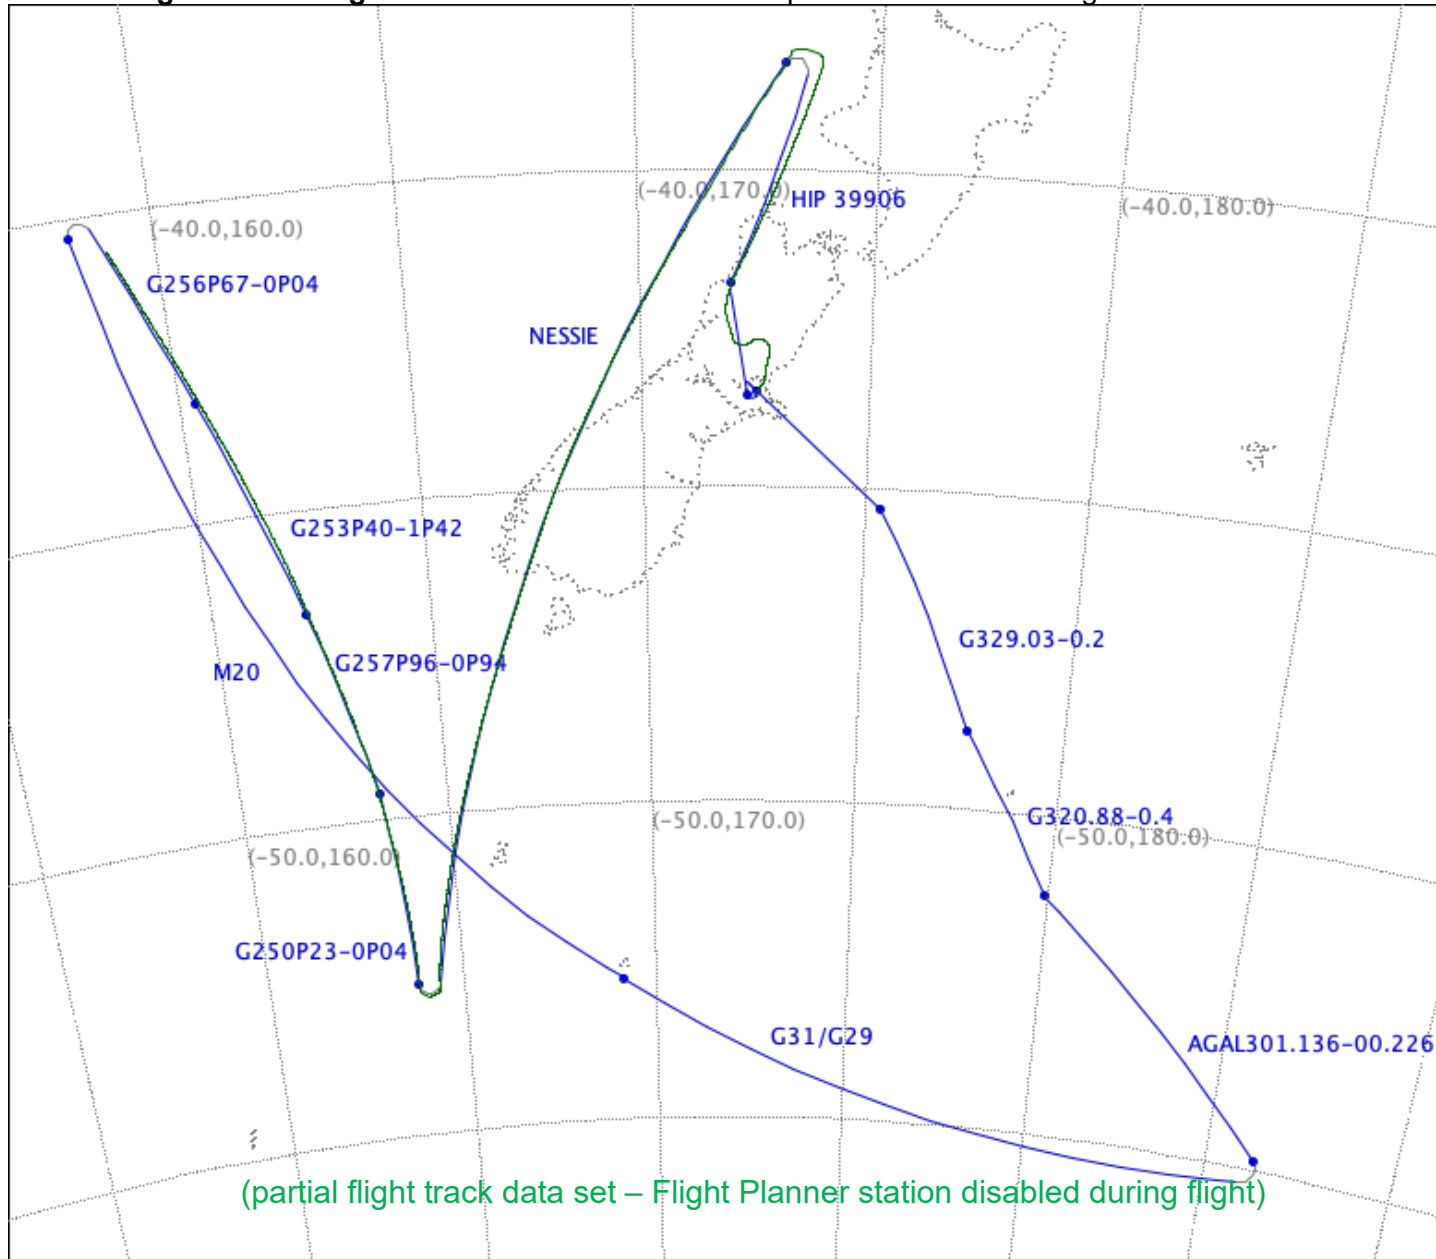 (-40.0,170.0)
HIP 39906
(-40.0,180.0)
(-40.0,160.0)
G256P67-0P04
NESSIE
G253P40-1P42
G329.03-0.2
G257P96-0P94
M20
G320.88-0.4
(-50.0,170.0)
(-50.0,180.0)
(-50.0,160.0)
G250P23-0P04
G31/G29
AGAL301.136-00.226
(partial flight track data set – Flight Planner station disabled during flight)